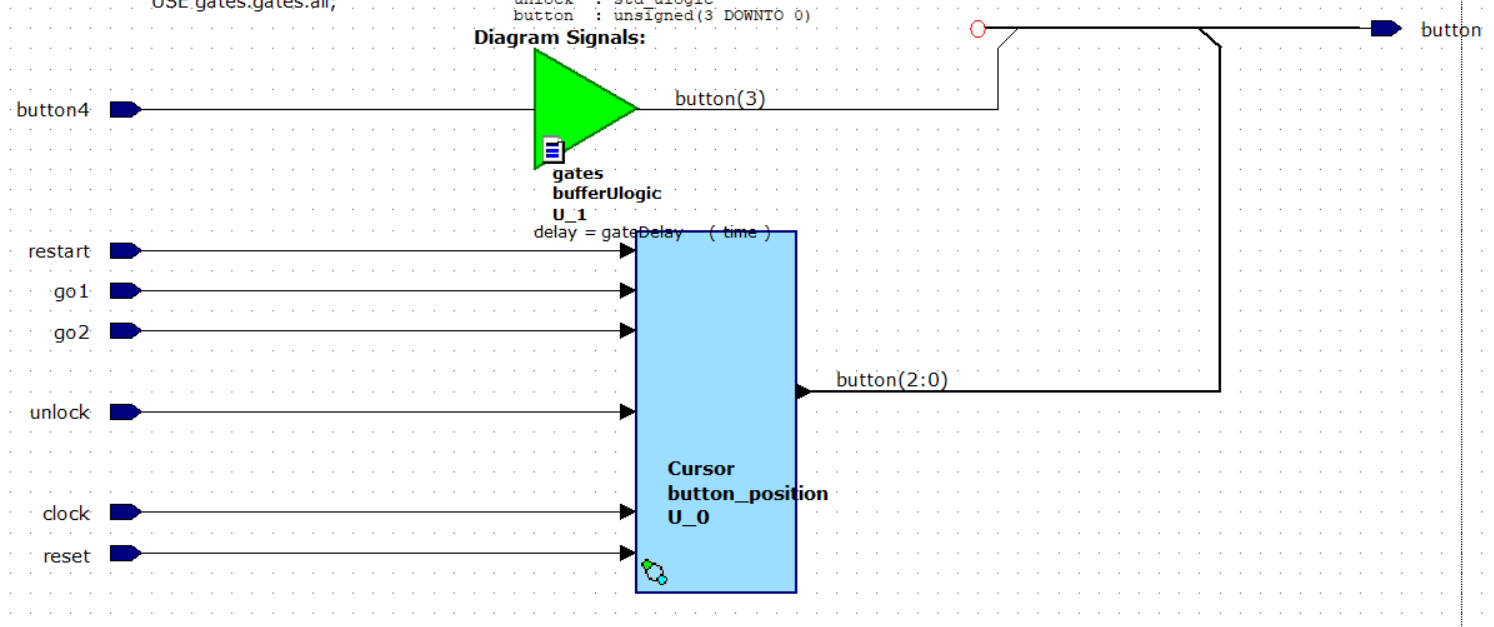 USE gates.gates.all;
unlock : std_ulogic
button : unsigned(3 DOWNTO 0)
Diagram Signals:
button
button4
button(3)
gates
bufferUlogic
U_1
delay = gateDelay ( time )
restart
go1
go2
button(2:0)
unlock
Cursor
button_position
U_0
clock
reset